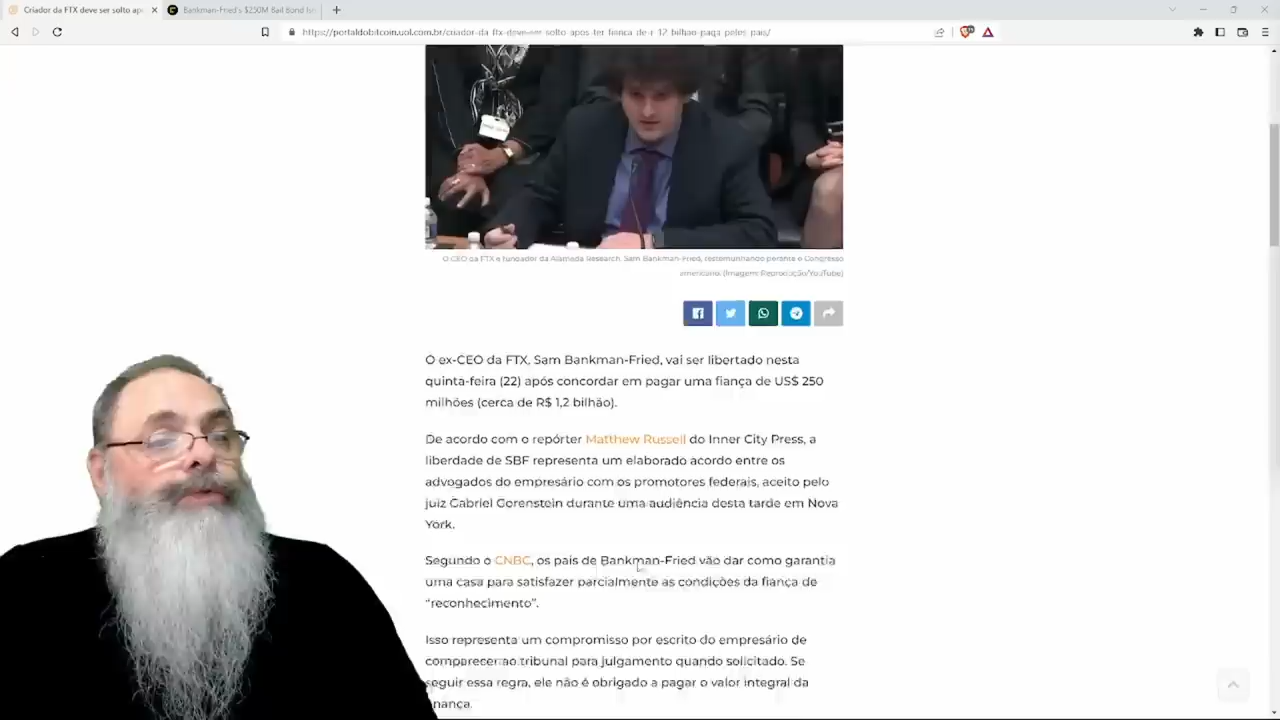 Criador da FTX deve ser solto apó
Bankman-Fried's $250M Bail Bond Isn
https://portaldobitcoin.uol.com.br/criador-da-ftx-deve-ser-solto-apos-ter-fianca-de-r-12-bilhao-paga-pelos-pais/
O CEO da FTX e fundador da Alameda Research, Sam Bankman-Fried, testemunhando perante o Congresso
americano (Imagem: Reprodução/YouTube)
O ex-CEO da FTX, Sam Bankman-Fried, vai ser libertado nesta
quinta-feira (22) após concordar em pagar uma fiança de US$ 250
milhões (cerca de R$ 1,2 bilhão).
De acordo com o repórter Matthew Russell do Inner City Press, a
liberdade de SBF representa um elaborado acordo entre os
advogados do empresário com os promotores federais, aceito pelo
juiz Gabriel Gorenstein durante uma audiência desta tarde em Nova
York.
Segundo o CNBC, os pais de Bankman-Fried vão dar como garantia
uma casa para satisfazer parcialmente as condições da fiança de
“reconhecimento”.
Isso representa um compromisso por escrito do empresário de
comparecer ao tribunal para julgamento quando solicitado. Se
seguir essa regra, ele não é obrigado a pagar o valor integral da
fiança.